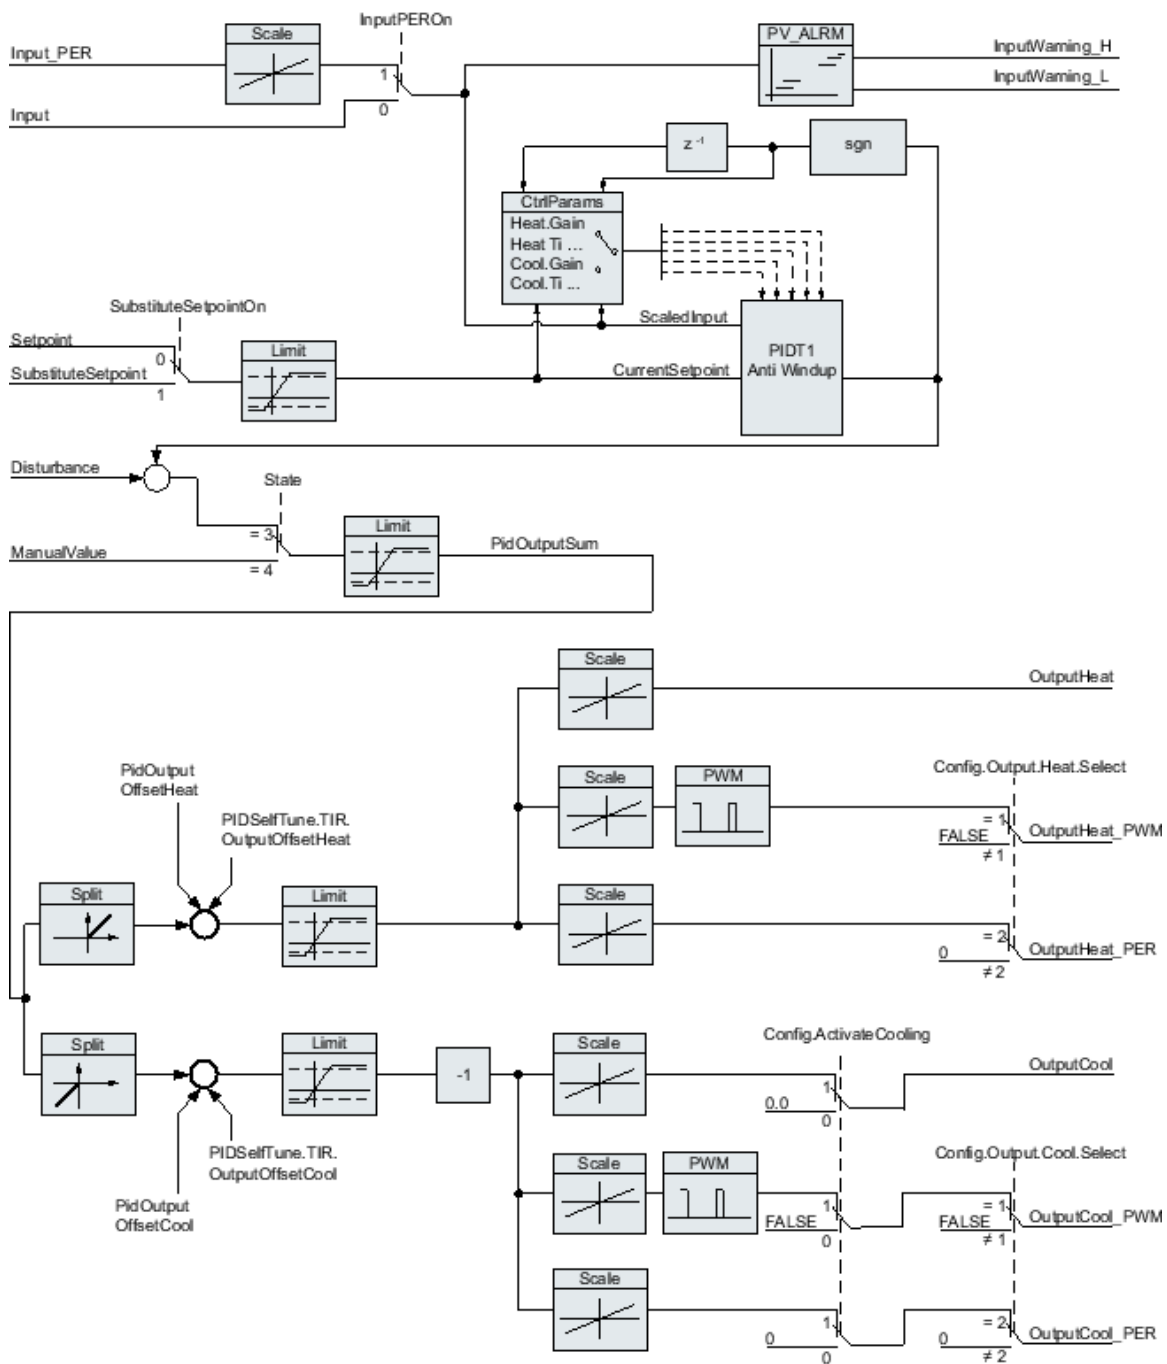 InputPEROn
Scale
PV_ALRM
Input_PER
InputWarning_H
1
InputWarning_L
Input
0
z -1
sgn
CtrlParams
Heat.Gain
Heat Ti ...
Cool.Gain
Cool.Ti ...
SubstituteSetpointOn
ScaledInput
Setpoint
0
Limit
PIDT1
Anti Windup
SubstituteSetpoint
CurrentSetpoint
1
Disturbance
State
Limit
= 3
PidOutputSum
ManualValue
= 4
Scale
OutputHeat
PidOutput
OffsetHeat
Scale
PWM
Config.Output.Heat.Select
PIDSelfTune.TIR.
OutputOffsetHeat
= 1
FALSE
OutputHeat_PWM
≠ 1
Split
Limit
Scale
= 2
0
OutputHeat_PER
≠ 2
Split
Limit
-1
Scale
Config.ActivateCooling
OutputCool
1
0.0
0
PIDSelfTune.TIR.
OutputOffsetCool
Scale
PWM
Config.Output.Cool.Select
PidOutput
OffsetCool
1
FALSE
0
= 1
FALSE
OutputCool_PWM
≠ 1
Scale
1
0
0
= 2
0
OutputCool_PER
≠ 2